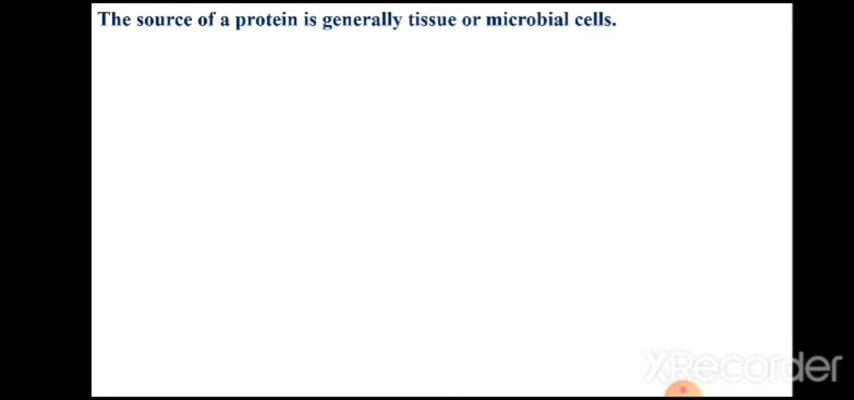 The source of a protein is generally tissue or microbial cells.
XRecorder